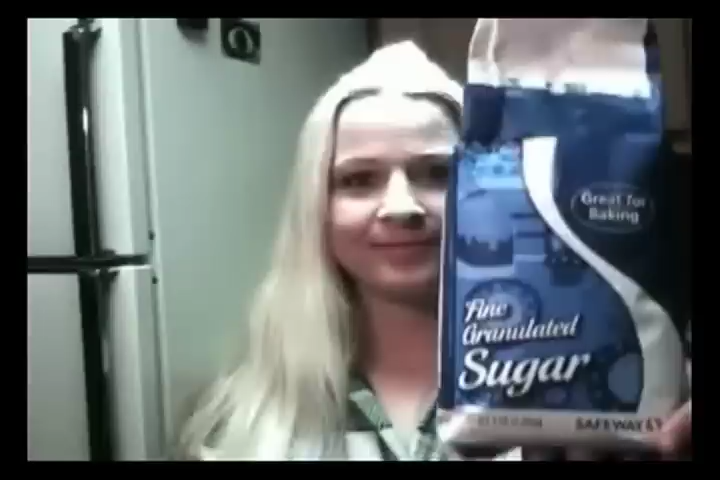 Great for
Baking
Fine
Granulated
Sugar
SAFEWAY